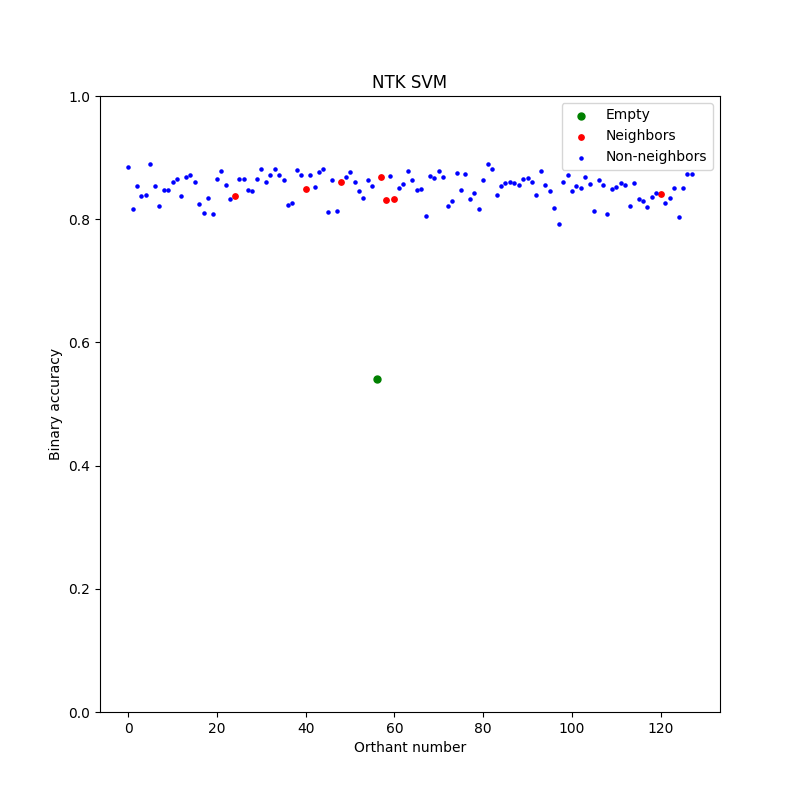 NTK SVM
1.0
0.8
0.6
0.4
0.2
0.0
Binary accuracy
Empty
Neighbors
Non-neighbors
0 20 40 60 80 100 120
Orthant number